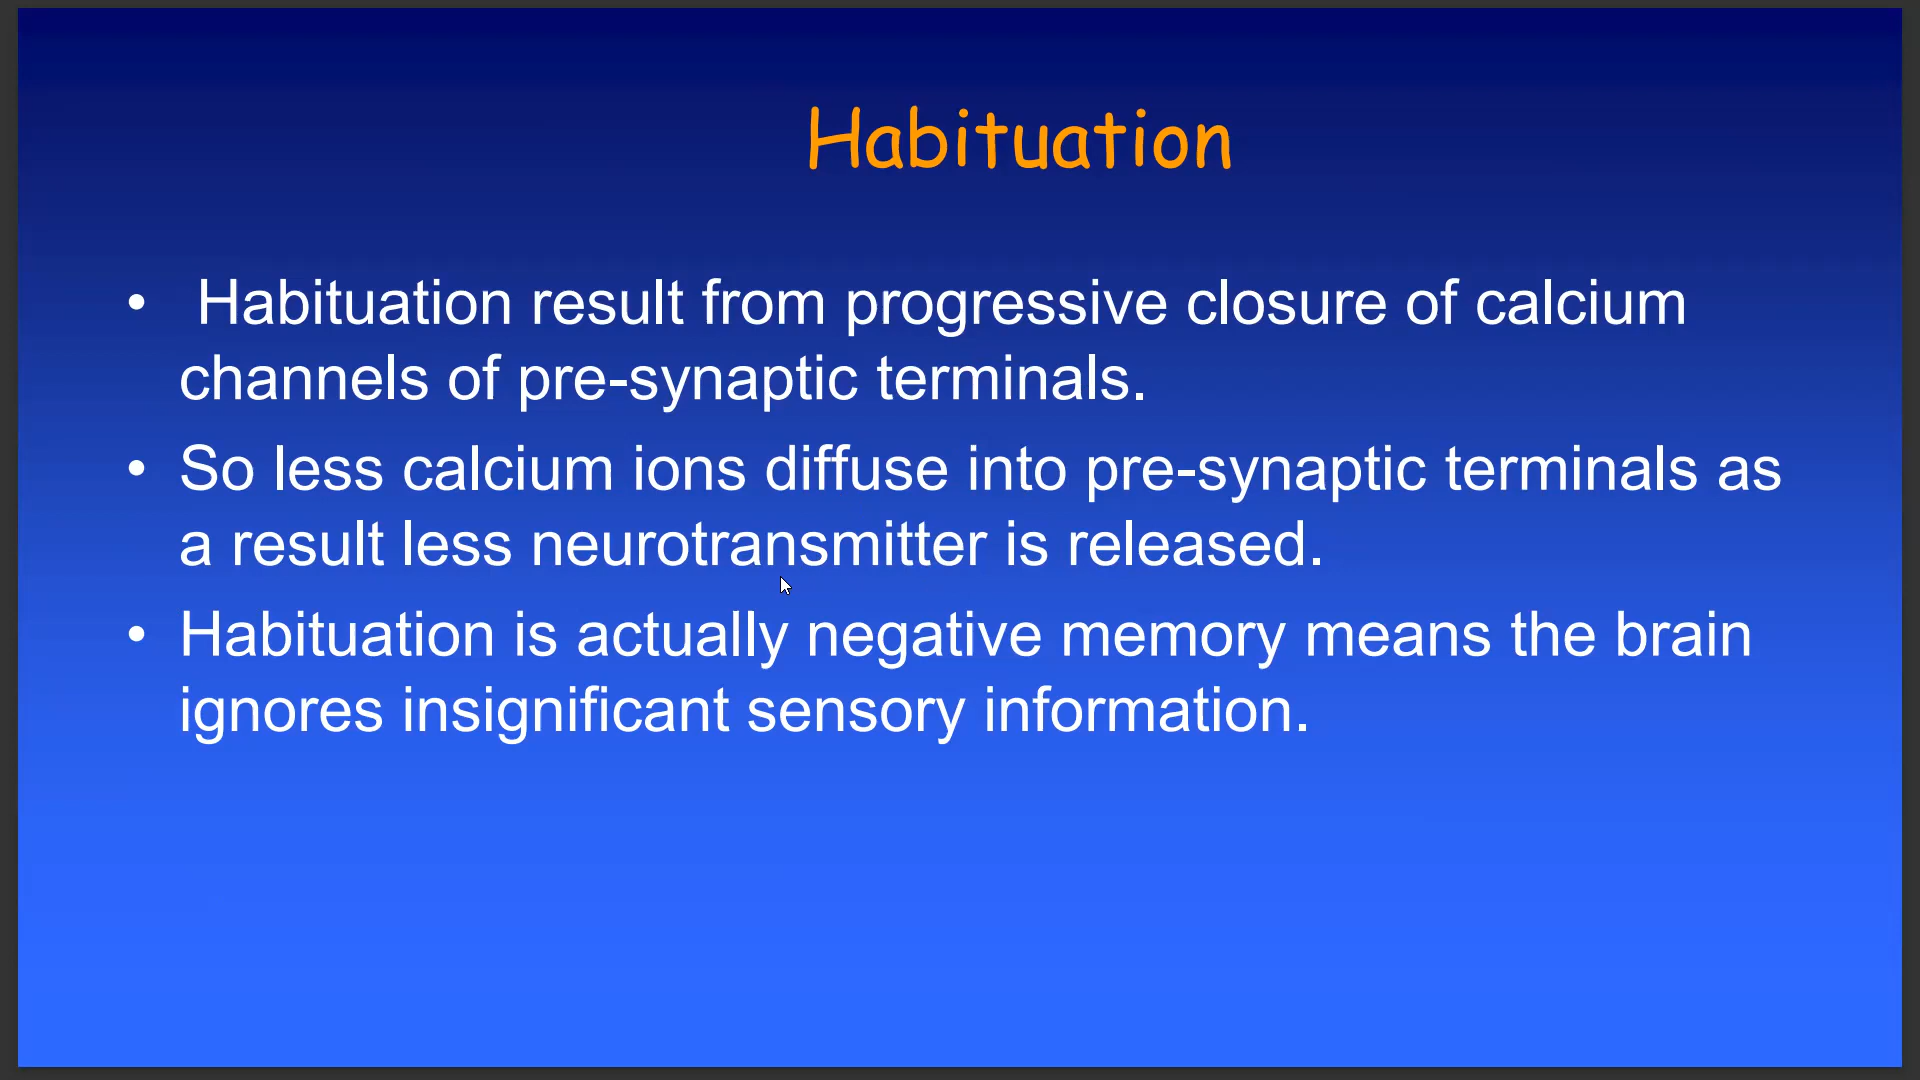 Habituation
• Habituation result from progressive closure of calcium
channels of pre-synaptic terminals.
• So less calcium ions diffuse into pre-synaptic terminals as
a result less neurotransmitter is released.
• Habituation is actually negative memory means the brain
ignores insignificant sensory information.